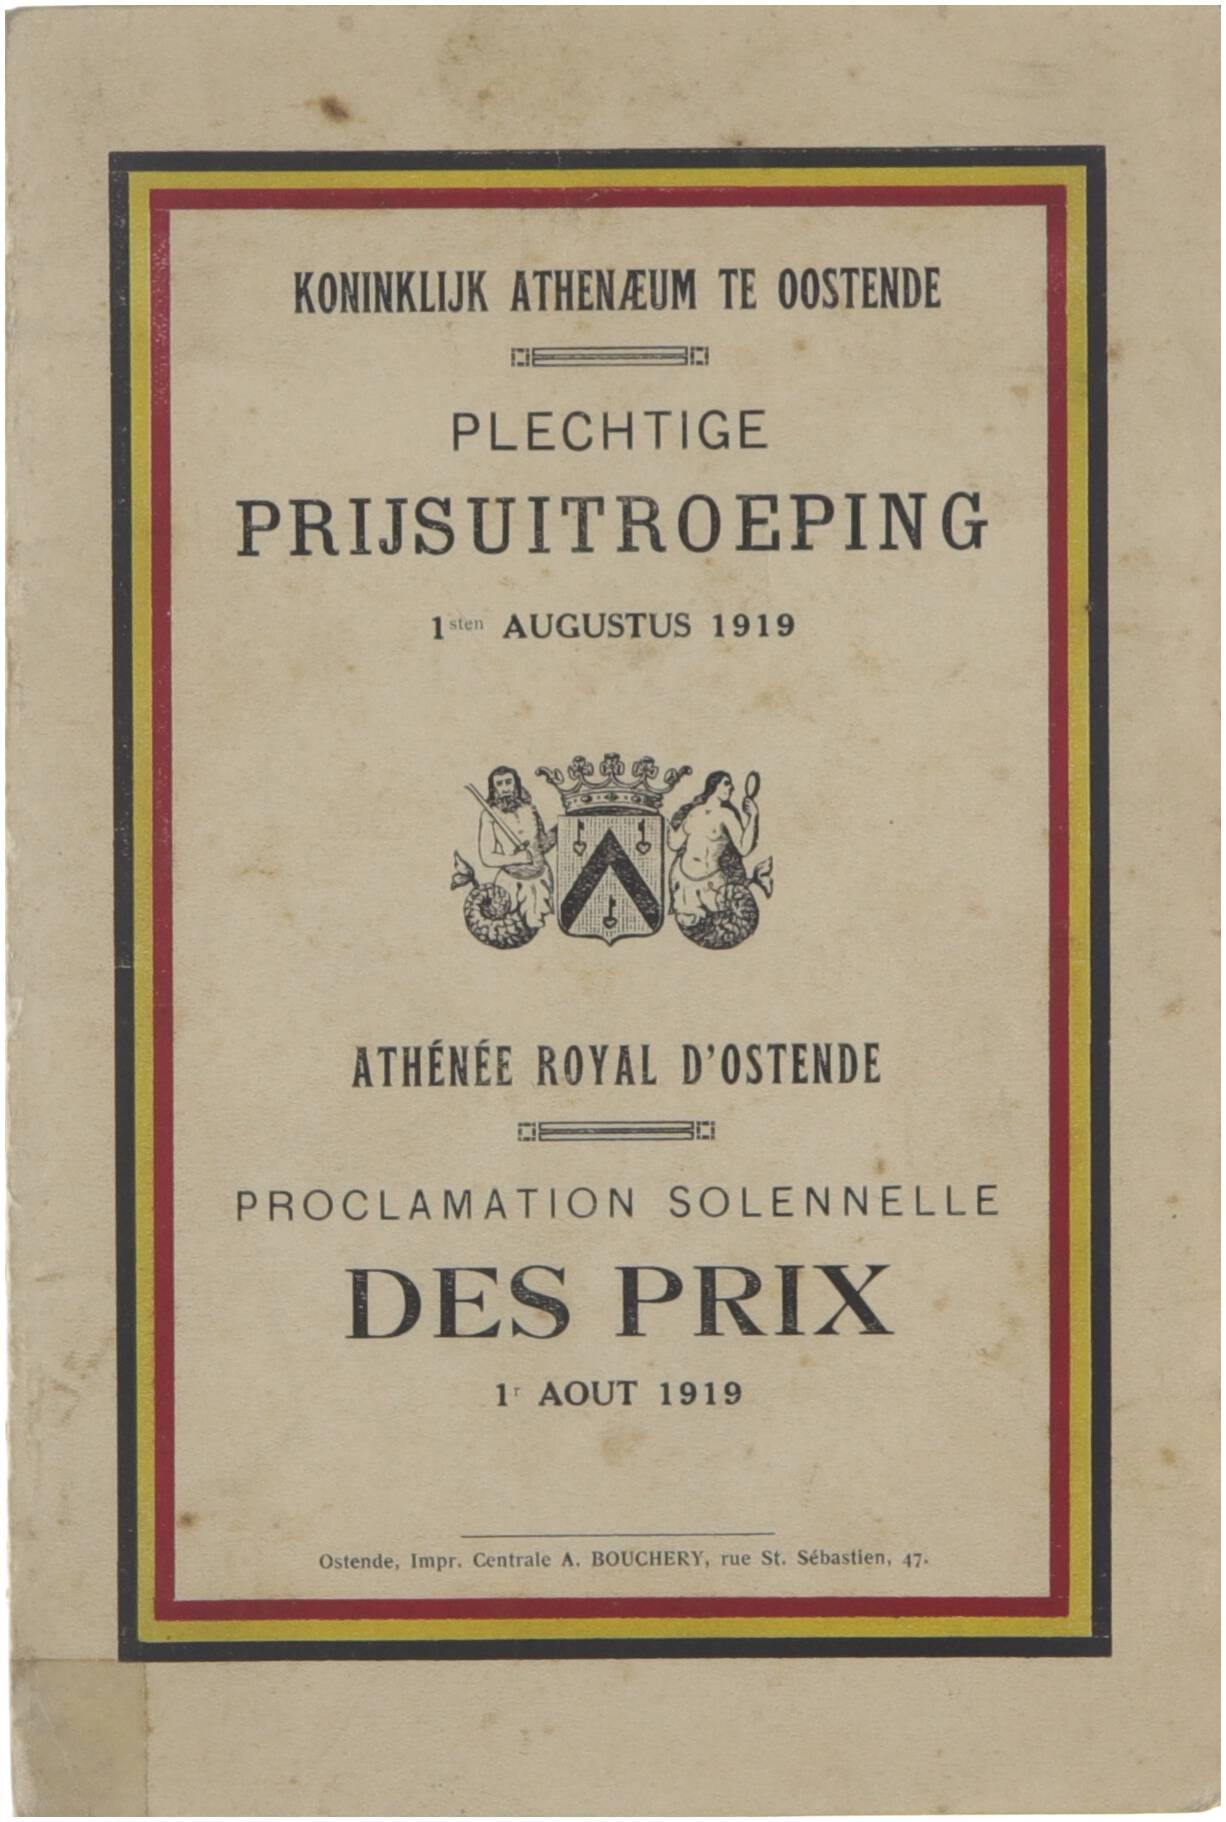 KONINKLIJK ATHENÆUM TE OOSTENDE
PLECHTIGE
PRIJSUITROEPING
1sten AUGUSTUS 1919
ATHÉNÉE ROYAL D'OSTENDE
PROCLAMATION SOLENNELLE
DES PRIX
1r AOUT 1919
Ostende, Impr. Centrale A. BOUCHERY, rue St. Sébastien, 47.